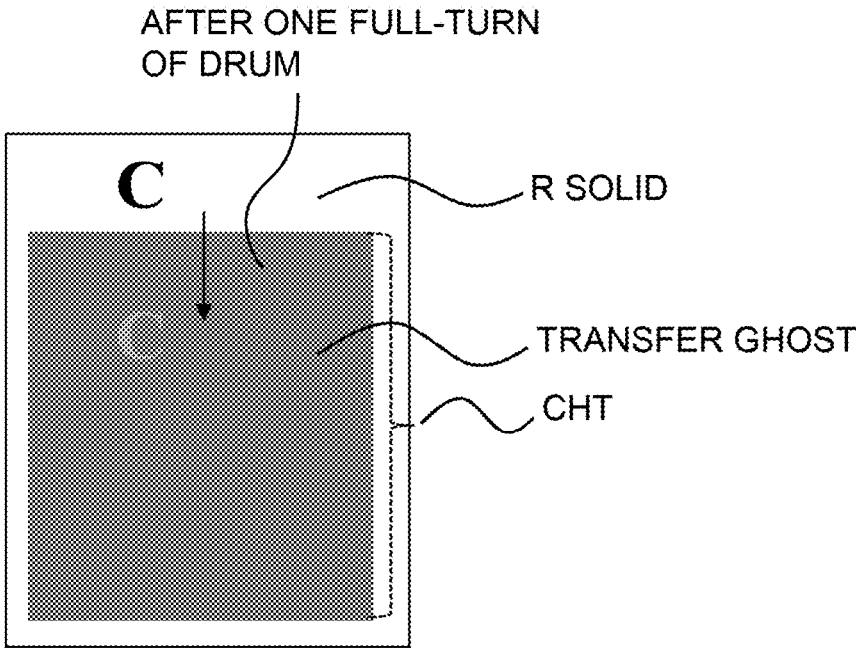 AFTER ONE FULL-TURN
OF DRUM
C
R SOLID
C
TRANSFER GHOST
CHT